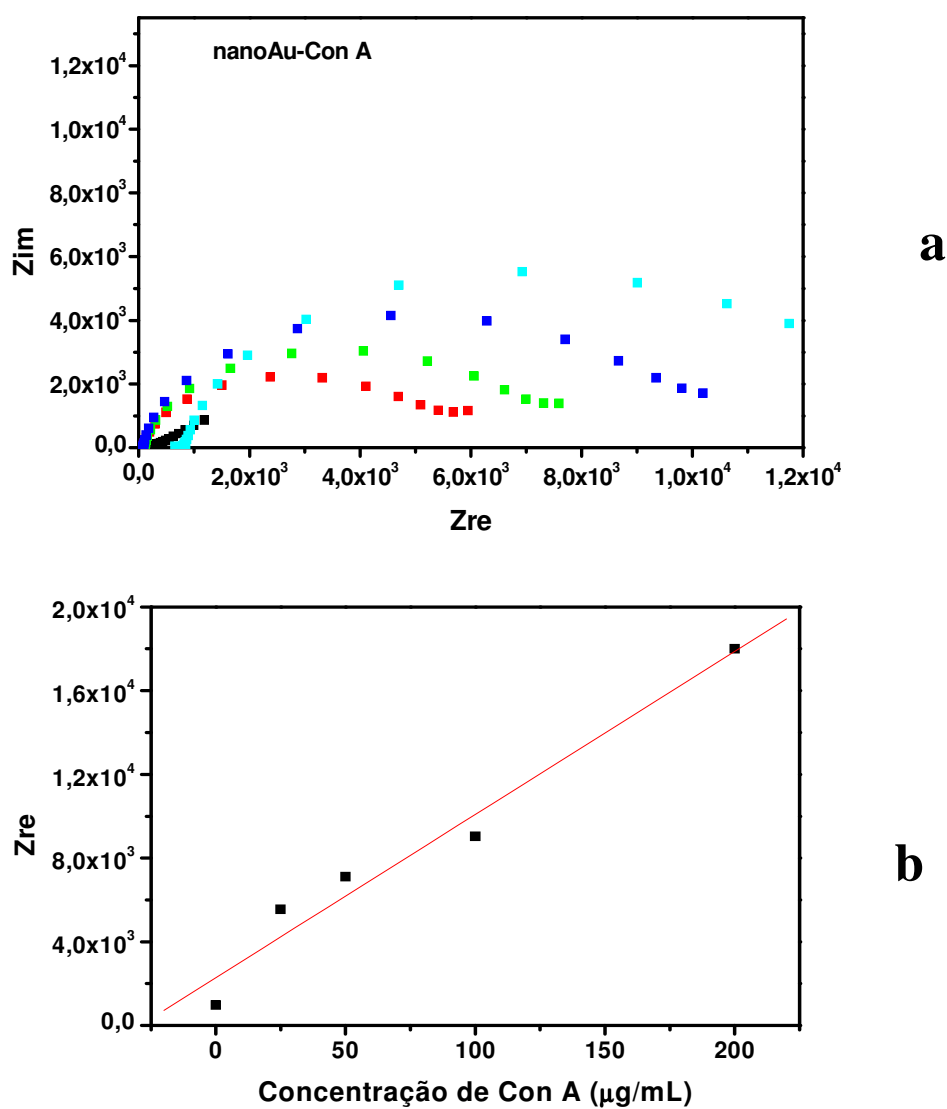 nanoAu-Con A
1,2x10⁴
1,0x10⁴
8,0x10³
6,0x10³
4,0x10³
2,0x10³
0,0
Zim
0,0 2,0x10³ 4,0x10³ 6,0x10³ 8,0x10³ 1,0x10⁴ 1,2x10⁴
Zre
a
2,0x10⁴
1,6x10⁴
1,2x10⁴
8,0x10³
4,0x10³
0,0
Zre
0 50 100 150 200
Concentração de Con A (μg/mL)
b